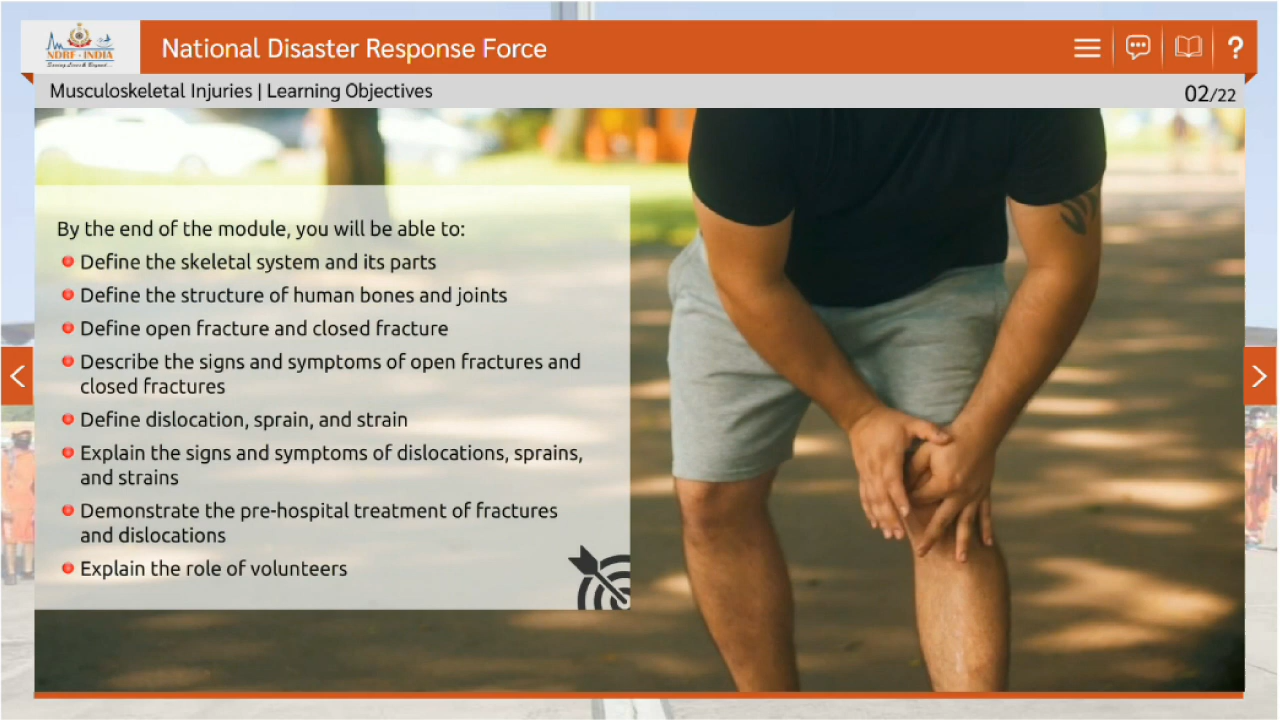 NDRF - INDIA
Saving Lives & Beyond...
National Disaster Response Force
?
Musculoskeletal Injuries | Learning Objectives
02/22
By the end of the module, you will be able to:
Define the skeletal system and its parts
Define the structure of human bones and joints
Define open fracture and closed fracture
Describe the signs and symptoms of open fractures and
closed fractures
Define dislocation, sprain, and strain
Explain the signs and symptoms of dislocations, sprains,
and strains
Demonstrate the pre-hospital treatment of fractures
and dislocations
Explain the role of volunteers